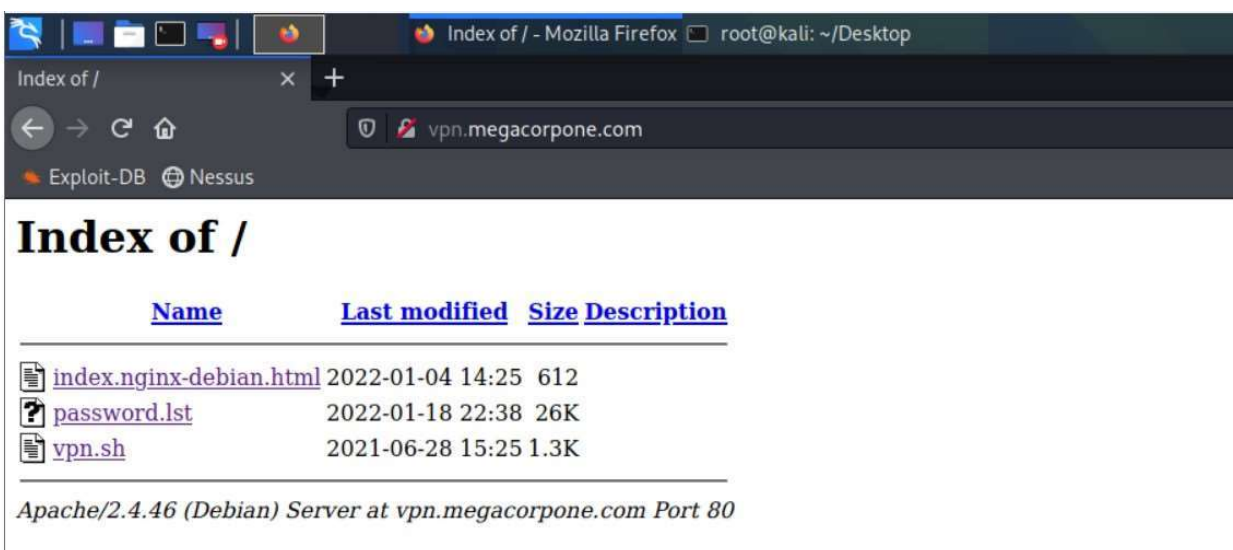 Index of / - Mozilla Firefox root@kali: ~/Desktop
Index of /
vpn.megacorpone.com
Exploit-DB Nessus
Index of /
Name Last modified Size Description
index.nginx-debian.html 2022-01-04 14:25 612
password.lst 2022-01-18 22:38 26K
vpn.sh 2021-06-28 15:25 1.3K
Apache/2.4.46 (Debian) Server at vpn.megacorpone.com Port 80